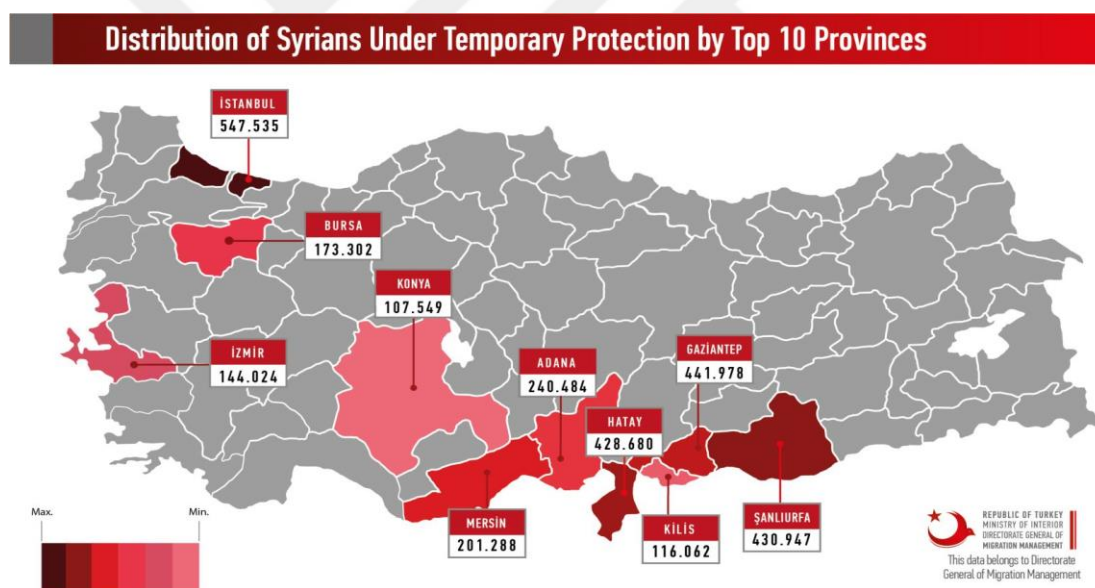 Distribution of Syrians Under Temporary Protection by Top 10 Provinces
İSTANBUL
547.535
BURSA
173.302
KONYA
107.549
İZMİR
144.024
ADANA
240.484
GAZİANTEP
441.978
HATAY
428.680
MERSİN
201.288
KİLİS
116.062
ŞANLIURFA
430.947
Max.
Min.
REPUBLIC OF TURKEY
MINISTRY OF INTERIOR
DIRECTORATE GENERAL OF
MIGRATION MANAGEMENT
This data belongs to Directorate
General of Migration Management